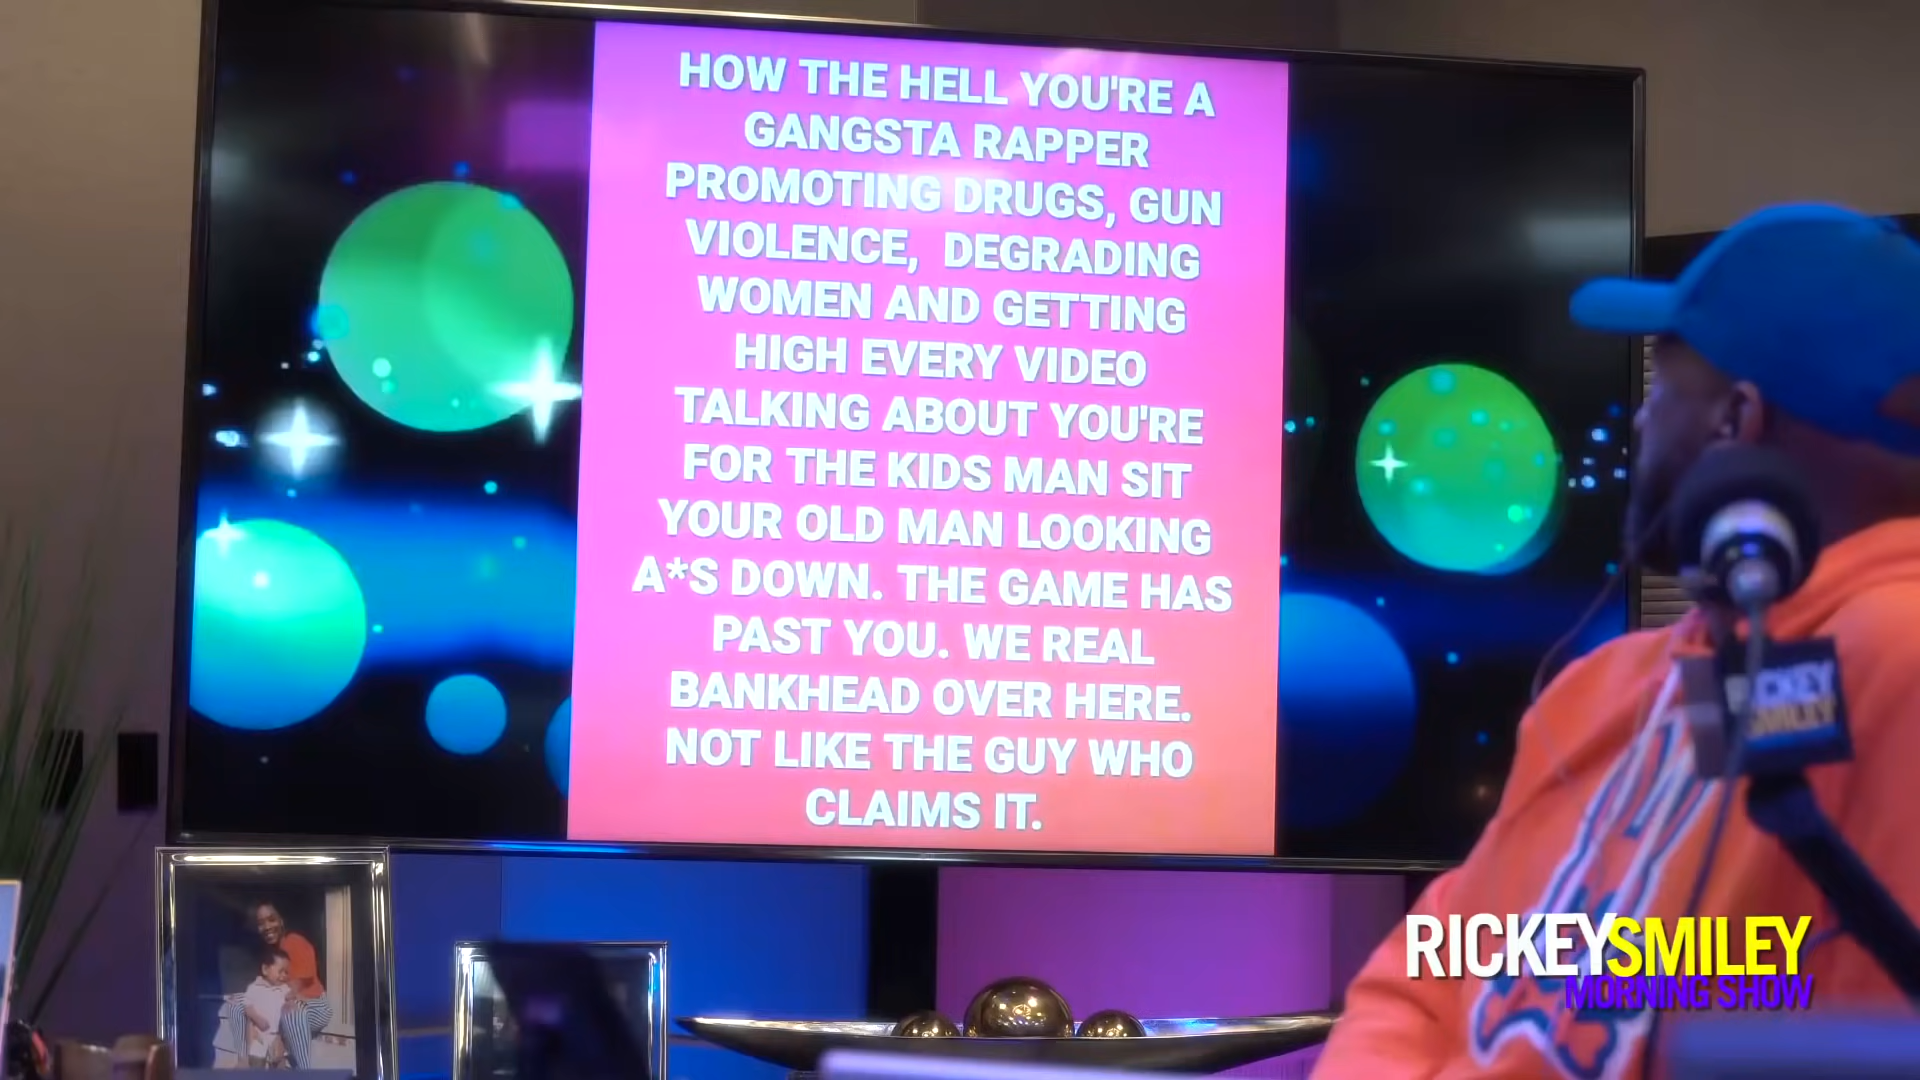 HOW THE HELL YOU'RE A
GANGSTA RAPPER
PROMOTING DRUGS, GUN
VIOLENCE, DEGRADING
WOMEN AND GETTING
HIGH EVERY VIDEO
TALKING ABOUT YOU'RE
FOR THE KIDS MAN SIT
YOUR OLD MAN LOOKING
A*S DOWN. THE GAME HAS
PAST YOU. WE REAL
BANKHEAD OVER HERE.
NOT LIKE THE GUY WHO
CLAIMS IT.
RICKEY
SMILEY
RICKEYSMILEY
MORNING SHOW